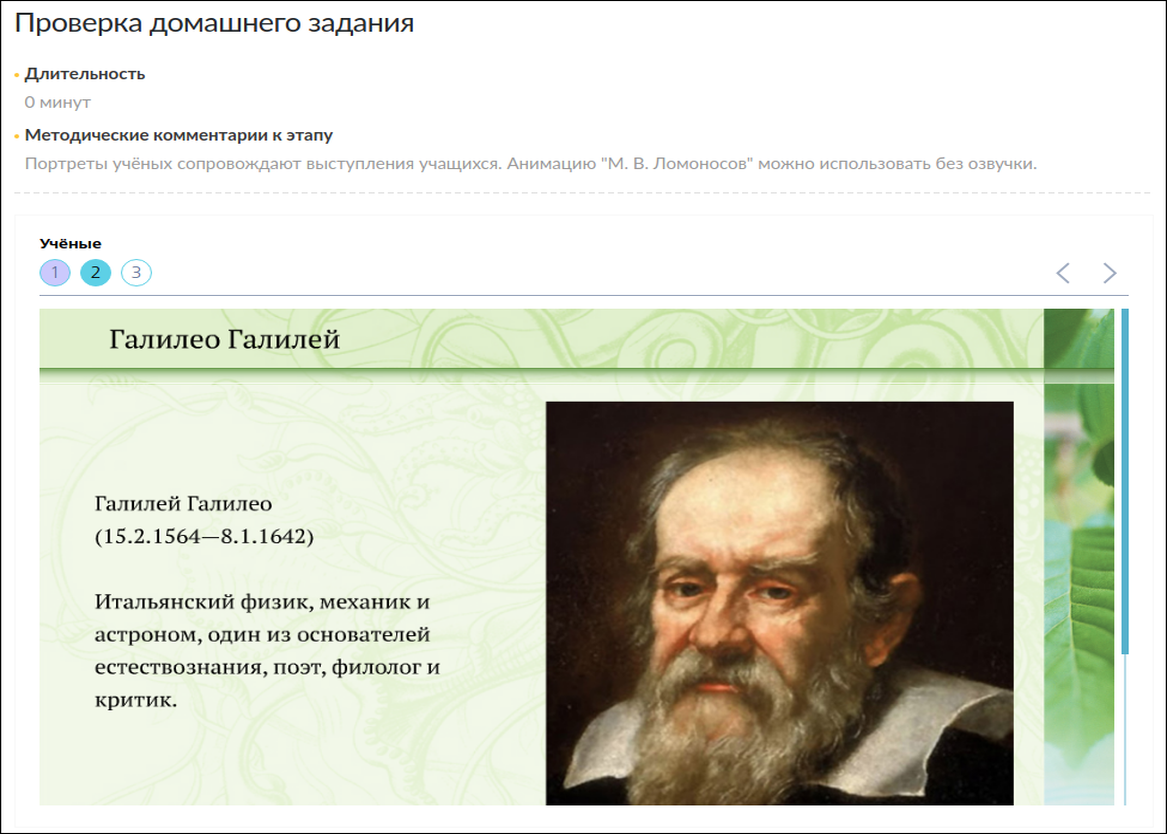 Проверка домашнего задания
Длительность
0 минут
Методические комментарии к этапу
Портреты учёных сопровождают выступления учащихся. Анимацию "М. В. Ломоносов" можно использовать без озвучки.
Учёные
1 2 3
Галилео Галилей
Галилей Галилео
(15.2.1564—8.1.1642)
Итальянский физик, механик и
астроном, один из основателей
естествознания, поэт, филолог и
критик.